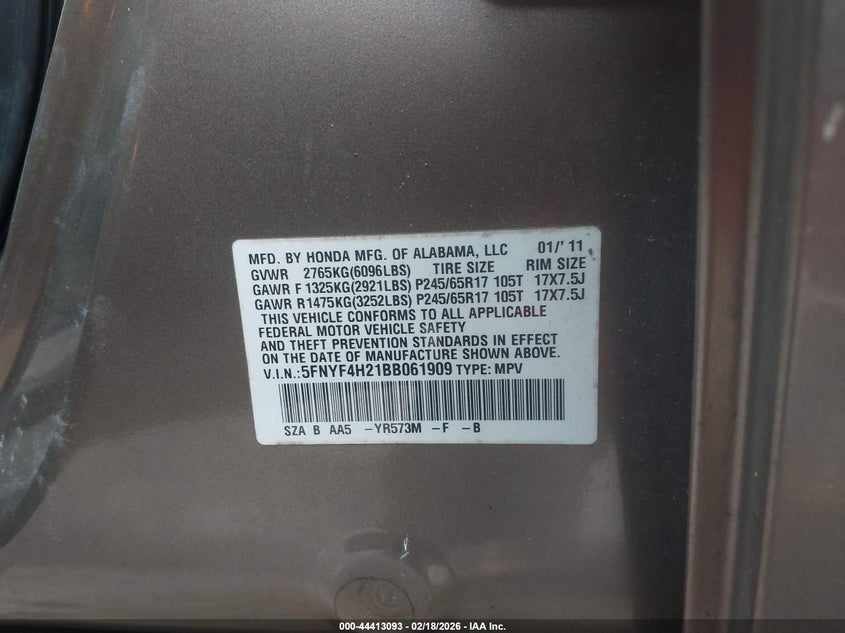 MFD. BY HONDA MFG. OF ALABAMA, LLC 01/' 11
GVWR 2765KG(6096LBS) TIRE SIZE RIM SIZE
GAWR F 1325KG(2921LBS) P245/65R17 105T 17X7.5J
GAWR R1475KG(3252LBS) P245/65R17 105T 17X7.5J
THIS VEHICLE CONFORMS TO ALL APPLICABLE
FEDERAL MOTOR VEHICLE SAFETY
AND THEFT PREVENTION STANDARDS IN EFFECT
ON THE DATE OF MANUFACTURE SHOWN ABOVE.
V.I.N.:5FNYF4H21BB061909 TYPE: MPV
SZA B AA5 -YR573M -F -B
000-44413093 - 02/18/2026 - IAA Inc.